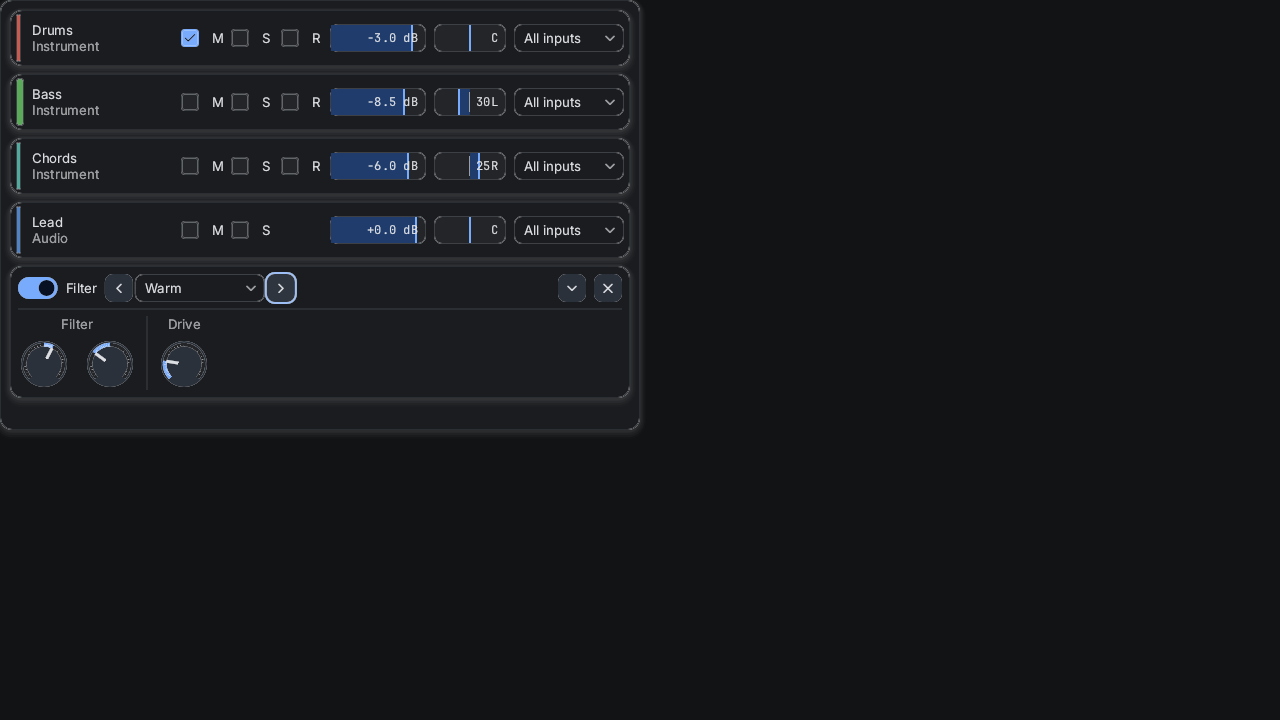 Drums
Instrument
M S R -3.0 dB C All inputs
Bass
Instrument
M S R -8.5 dB 30L All inputs
Chords
Instrument
M S R -6.0 dB 25R All inputs
Lead
Audio
M S +0.0 dB C All inputs
Filter Warm
Filter Drive